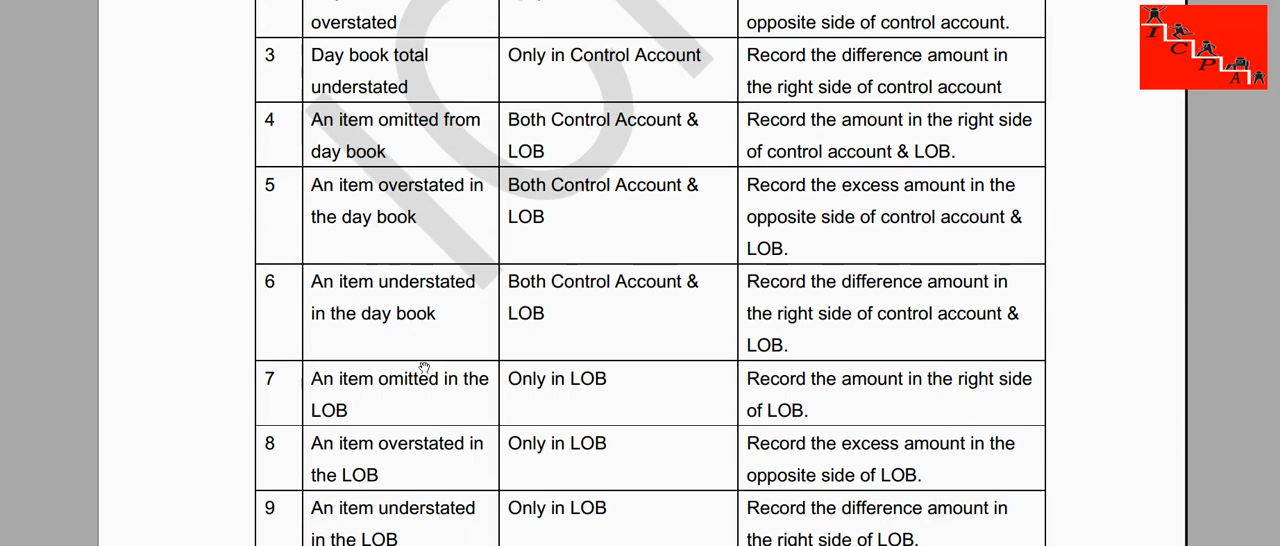 overstated
opposite side of control account.
3
Day book total
Only in Control Account
Record the difference amount in
understated
the right side of control account
4
An item omitted from
Both Control Account &
Record the amount in the right side
day book
LOB
of control account & LOB.
5
An item overstated in
Both Control Account &
Record the excess amount in the
the day book
LOB
opposite side of control account &
LOB.
6
An item understated
Both Control Account &
Record the difference amount in
in the day book
LOB
the right side of control account &
LOB.
7
An item omitted in the
Only in LOB
Record the amount in the right side
LOB
of LOB.
8
An item overstated in
Only in LOB
Record the excess amount in the
the LOB
opposite side of LOB.
9
An item understated
Only in LOB
Record the difference amount in
in the LOB
the right side of LOB.
I C P A